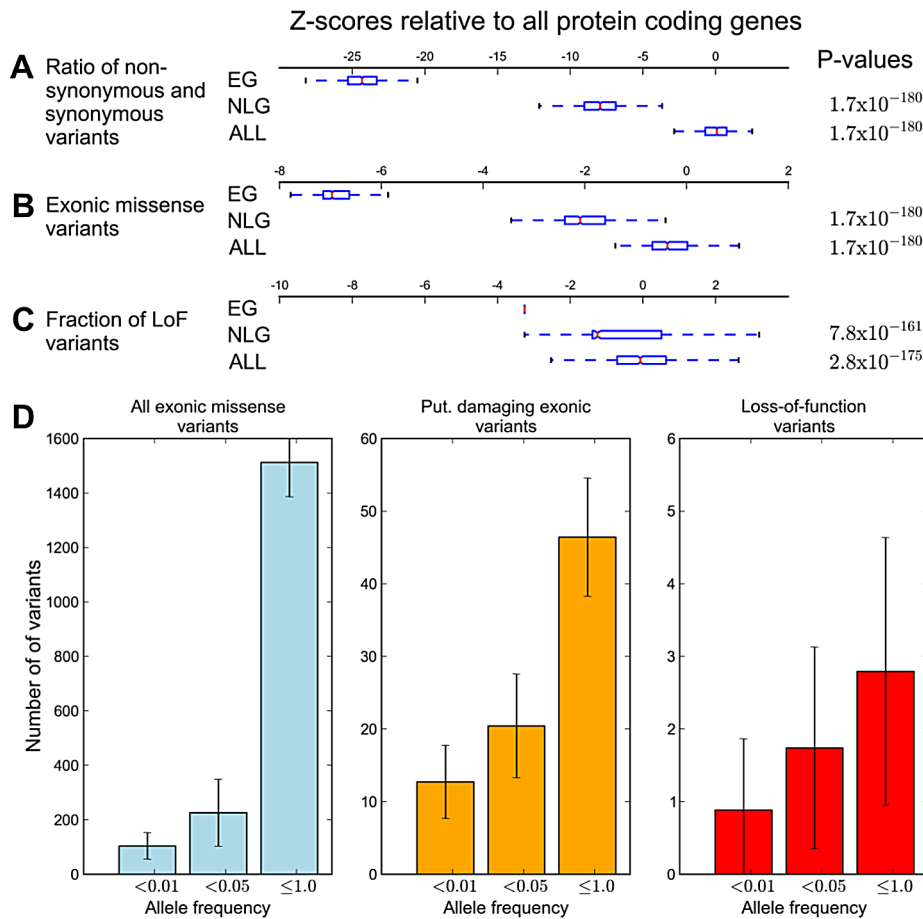 Z-scores relative to all protein coding genes
A Ratio of non-
synonymous and
synonymous
variants
-25 -20 -15 -10 -5 0
P-values
EG
NLG 1.7x10⁻¹⁸⁰
ALL 1.7x10⁻¹⁸⁰
B Exonic missense
variants
-8 -6 -4 -2 0 2
EG
NLG 1.7x10⁻¹⁸⁰
ALL 1.7x10⁻¹⁸⁰
C Fraction of LoF
variants
-10 -8 -6 -4 -2 0 2
EG
NLG 7.8x10⁻¹⁶¹
ALL 2.8x10⁻¹⁷⁵
D
All exonic missense
variants
Number of of variants
1600
1400
1200
1000
800
600
400
200
0
<0.01 <0.05 ≤1.0
Allele frequency
Put. damaging exonic
variants
60
50
40
30
20
10
0
<0.01 <0.05 ≤1.0
Allele frequency
Loss-of-function
variants
6
5
4
3
2
1
0
<0.01 <0.05 ≤1.0
Allele frequency